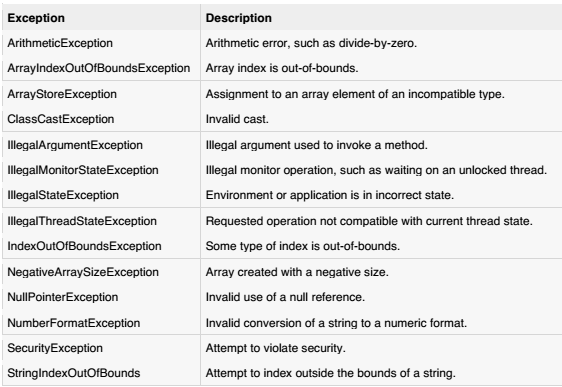 Exception Description
ArithmeticException Arithmetic error, such as divide-by-zero.
ArrayIndexOutOfBoundsException Array index is out-of-bounds.
ArrayStoreException Assignment to an array element of an incompatible type.
ClassCastException Invalid cast.
IllegalArgumentException Illegal argument used to invoke a method.
IllegalMonitorStateException Illegal monitor operation, such as waiting on an unlocked thread.
IllegalStateException Environment or application is in incorrect state.
IllegalThreadStateException Requested operation not compatible with current thread state.
IndexOutOfBoundsException Some type of index is out-of-bounds.
NegativeArraySizeException Array created with a negative size.
NullPointerException Invalid use of a null reference.
NumberFormatException Invalid conversion of a string to a numeric format.
SecurityException Attempt to violate security.
StringIndexOutOfBounds Attempt to index outside the bounds of a string.